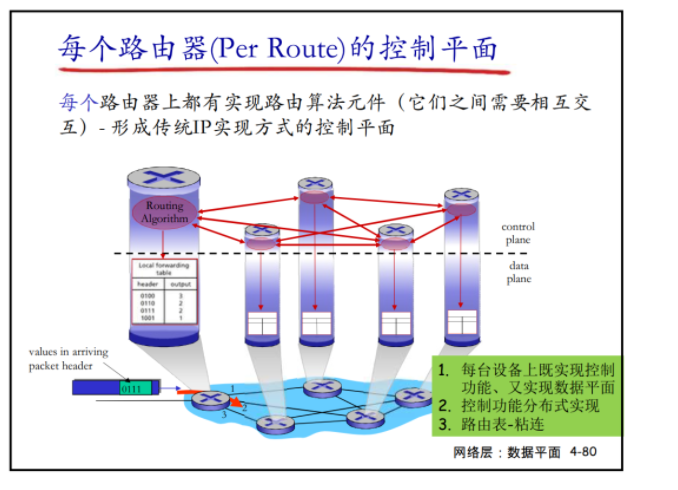 每个路由器(Per Route)的控制平面
每个路由器上都有实现路由算法元件（它们之间需要相互交
互）- 形成传统IP实现方式的控制平面
Routing
Algorithm
control
plane
data
plane
Local forwarding
table
header output
0100 3
0110 2
0111 2
1001 1
values in arriving
packet header
0111
1
2
3
1. 每台设备上既实现控制
功能、又实现数据平面
2. 控制功能分布式实现
3. 路由表-粘连
网络层：数据平面 4-80